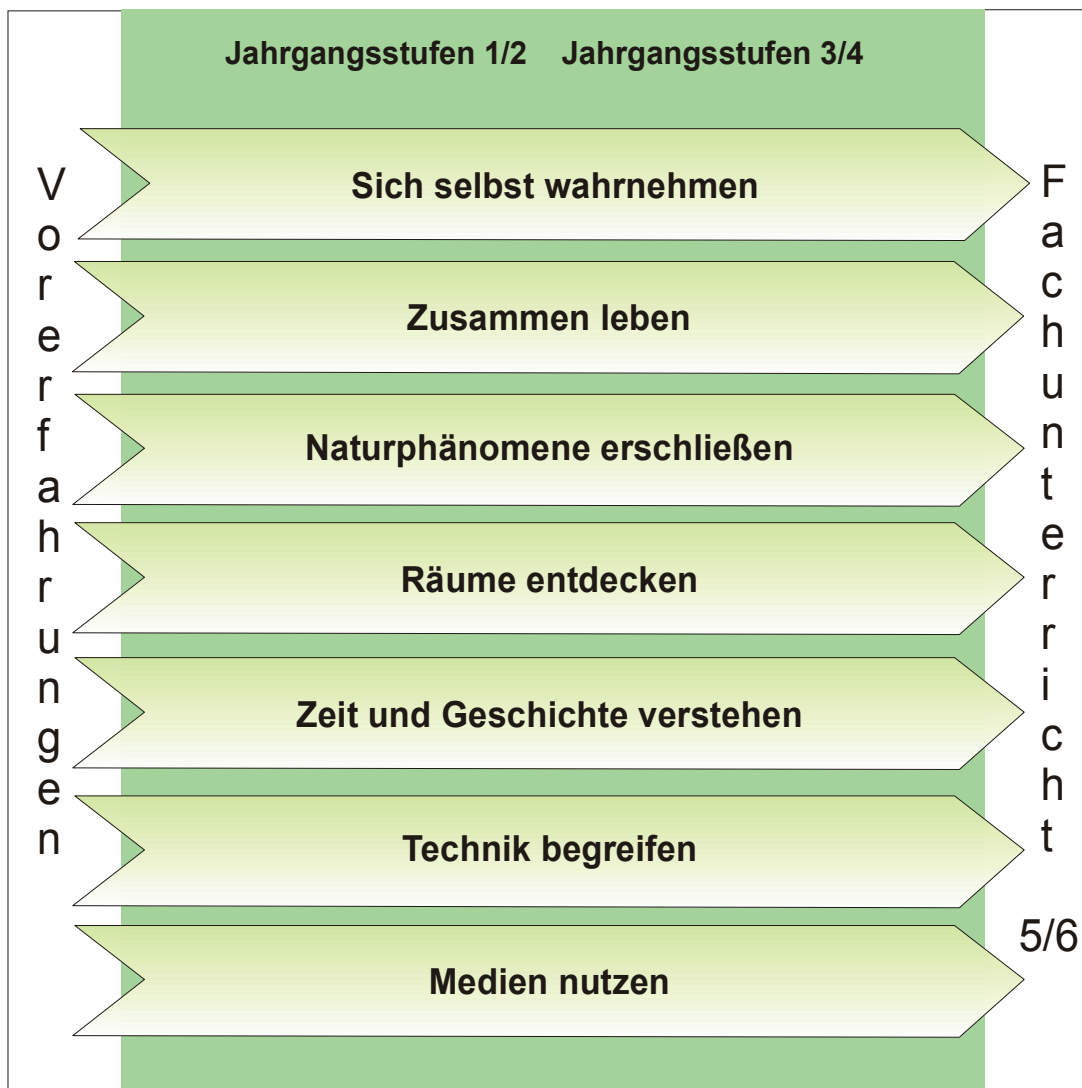 Jahrgangsstufen 1/2 Jahrgangsstufen 3/4
Vorerfahrungen
Sich selbst wahrnehmen
Zusammen leben
Naturphänomene erschließen
Räume entdecken
Zeit und Geschichte verstehen
Technik begreifen
Medien nutzen
Fachunterricht
5/6